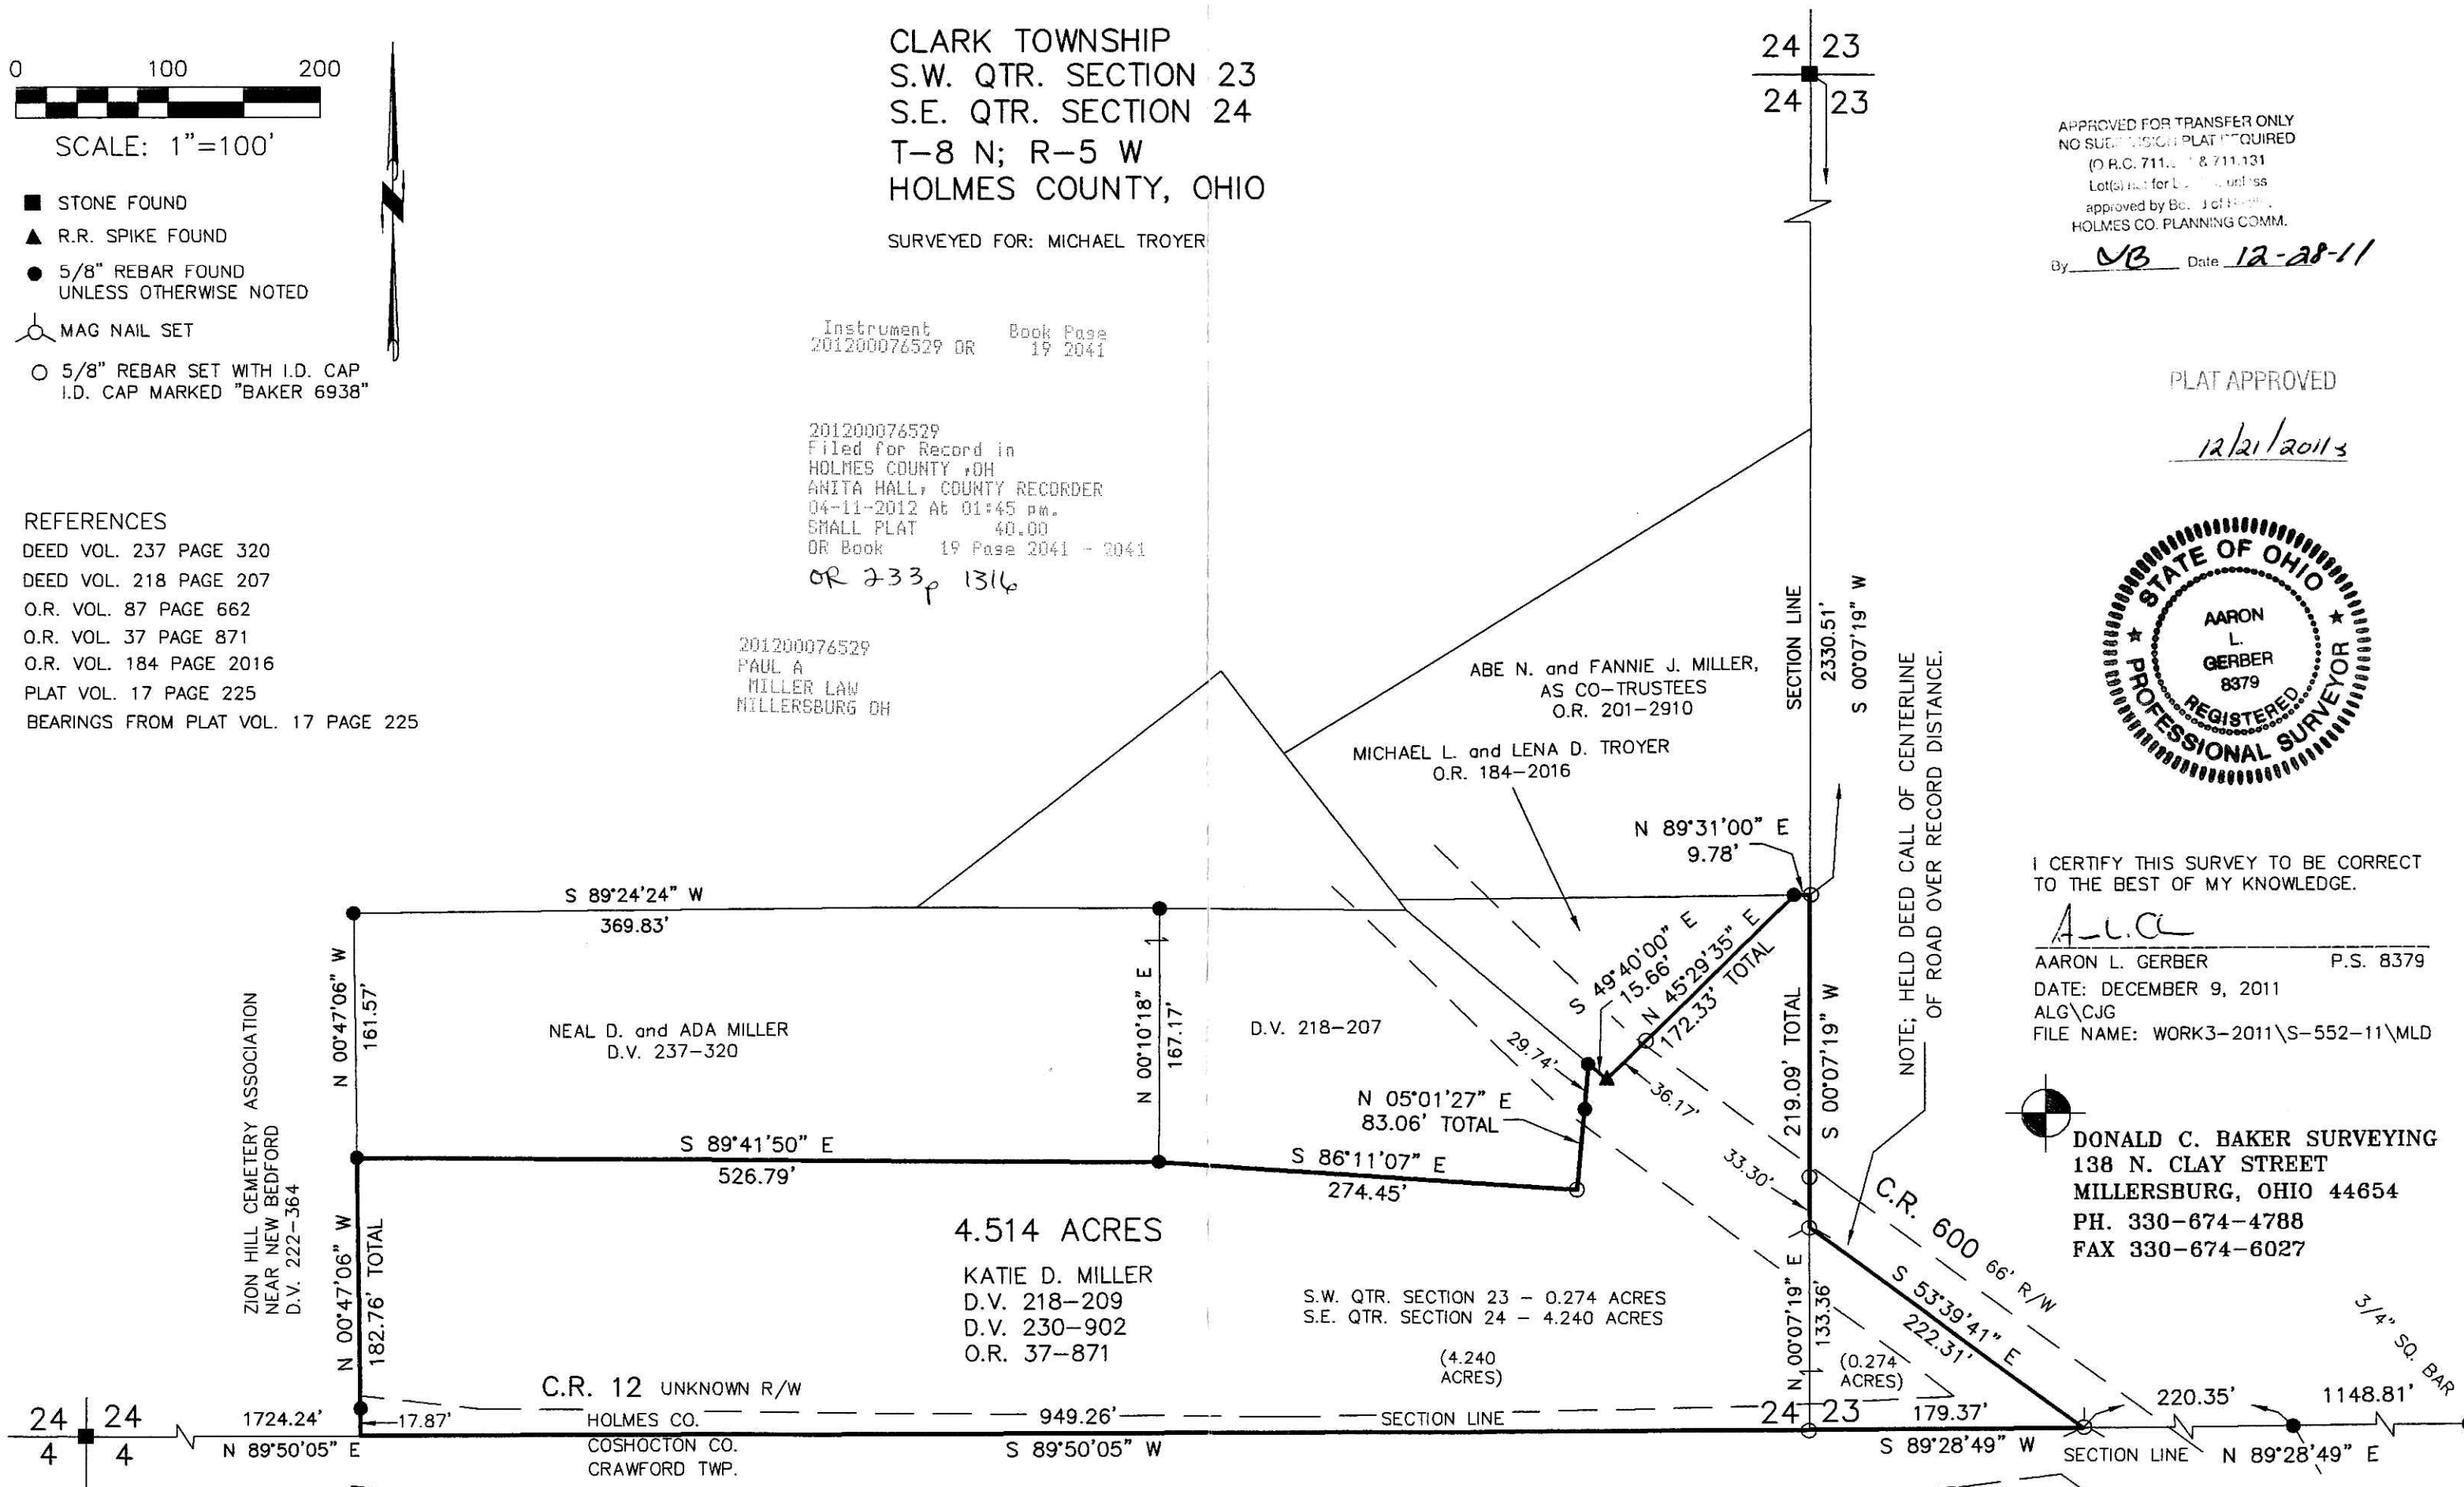 0 100 200
SCALE: 1"=100'
■ STONE FOUND
▲ R.R. SPIKE FOUND
● 5/8" REBAR FOUND
UNLESS OTHERWISE NOTED
MAG NAIL SET
○ 5/8" REBAR SET WITH I.D. CAP
I.D. CAP MARKED "BAKER 6938"
REFERENCES
DEED VOL. 237 PAGE 320
DEED VOL. 218 PAGE 207
O.R. VOL. 87 PAGE 662
O.R. VOL. 37 PAGE 871
O.R. VOL. 184 PAGE 2016
PLAT VOL. 17 PAGE 225
BEARINGS FROM PLAT VOL. 17 PAGE 225
CLARK TOWNSHIP
S.W. QTR. SECTION 23
S.E. QTR. SECTION 24
T-8 N; R-5 W
HOLMES COUNTY, OHIO
SURVEYED FOR: MICHAEL TROYER
Instrument Book Page
201200076529 OR 19 2041
201200076529
Filed for Record in
HOLMES COUNTY ,OH
ANITA HALL, COUNTY RECORDER
04-11-2012 At 01:45 pm.
SMALL PLAT 40.00
OR Book 19 Page 2041 - 2041
OR 233p 1316
201200076529
PAUL A
MILLER LAW
MILLERSBURG OH
24 23
24 23
SECTION LINE
2330.51'
S 00°07'19" W
APPROVED FOR TRANSFER ONLY
PLAT
(O.R.C. 711. & 711.131
Lot(s) for
approved by
HOLMES CO. PLANNING COMM.
By Date 12-28-11
PLAT APPROVED
12/21/2011
STATE OF OHIO
AARON
L.
GERBER
8379
REGISTERED
PROFESSIONAL SURVEYOR
I CERTIFY THIS SURVEY TO BE CORRECT
TO THE BEST OF MY KNOWLEDGE.
AARON L. GERBER P.S. 8379
DATE: DECEMBER 9, 2011
ALG\CJG
FILE NAME: WORK3-2011\S-552-11\MLD
DONALD C. BAKER SURVEYING
138 N. CLAY STREET
MILLERSBURG, OHIO 44654
PH. 330-674-4788
FAX 330-674-6027
ABE N. and FANNIE J. MILLER,
AS CO-TRUSTEES
O.R. 201-2910
MICHAEL L. and LENA D. TROYER
O.R. 184-2016
N 89°31'00" E
9.78'
NOTE; HELD DEED CALL OF CENTERLINE
OF ROAD OVER RECORD DISTANCE.
S 89°24'24" W
369.83'
N 00°47'06" W
161.57'
NEAL D. and ADA MILLER
D.V. 237-320
N 00°10'18" E
167.17'
D.V. 218-207
S 49°40'00" E
15.66'
N 45°29'35" E
172.33' TOTAL
29.74'
36.17'
N 05°01'27" E
83.06' TOTAL
219.09' TOTAL
S 00°07'19" W
33.30'
ZION HILL CEMETERY ASSOCIATION
NEAR NEW BEDFORD
D.V. 222-364
S 89°41'50" E
526.79'
S 86°11'07" E
274.45'
N 00°47'06" W
182.76' TOTAL
4.514 ACRES
KATIE D. MILLER
D.V. 218-209
D.V. 230-902
O.R. 37-871
S.W. QTR. SECTION 23 - 0.274 ACRES
S.E. QTR. SECTION 24 - 4.240 ACRES
(4.240
ACRES)
N 00°07'19" E
133.36'
(0.274
ACRES)
C.R. 600 66' R/W
S 53°39'41" E
222.31'
3/4" SQ. BAR
C.R. 12 UNKNOWN R/W
24 24
4 4
1724.24'
N 89°50'05" E
17.87'
HOLMES CO.
COSHOCTON CO.
CRAWFORD TWP.
949.26'
SECTION LINE
S 89°50'05" W
24 23
179.37'
S 89°28'49" W
220.35'
1148.81'
SECTION LINE
N 89°28'49" E